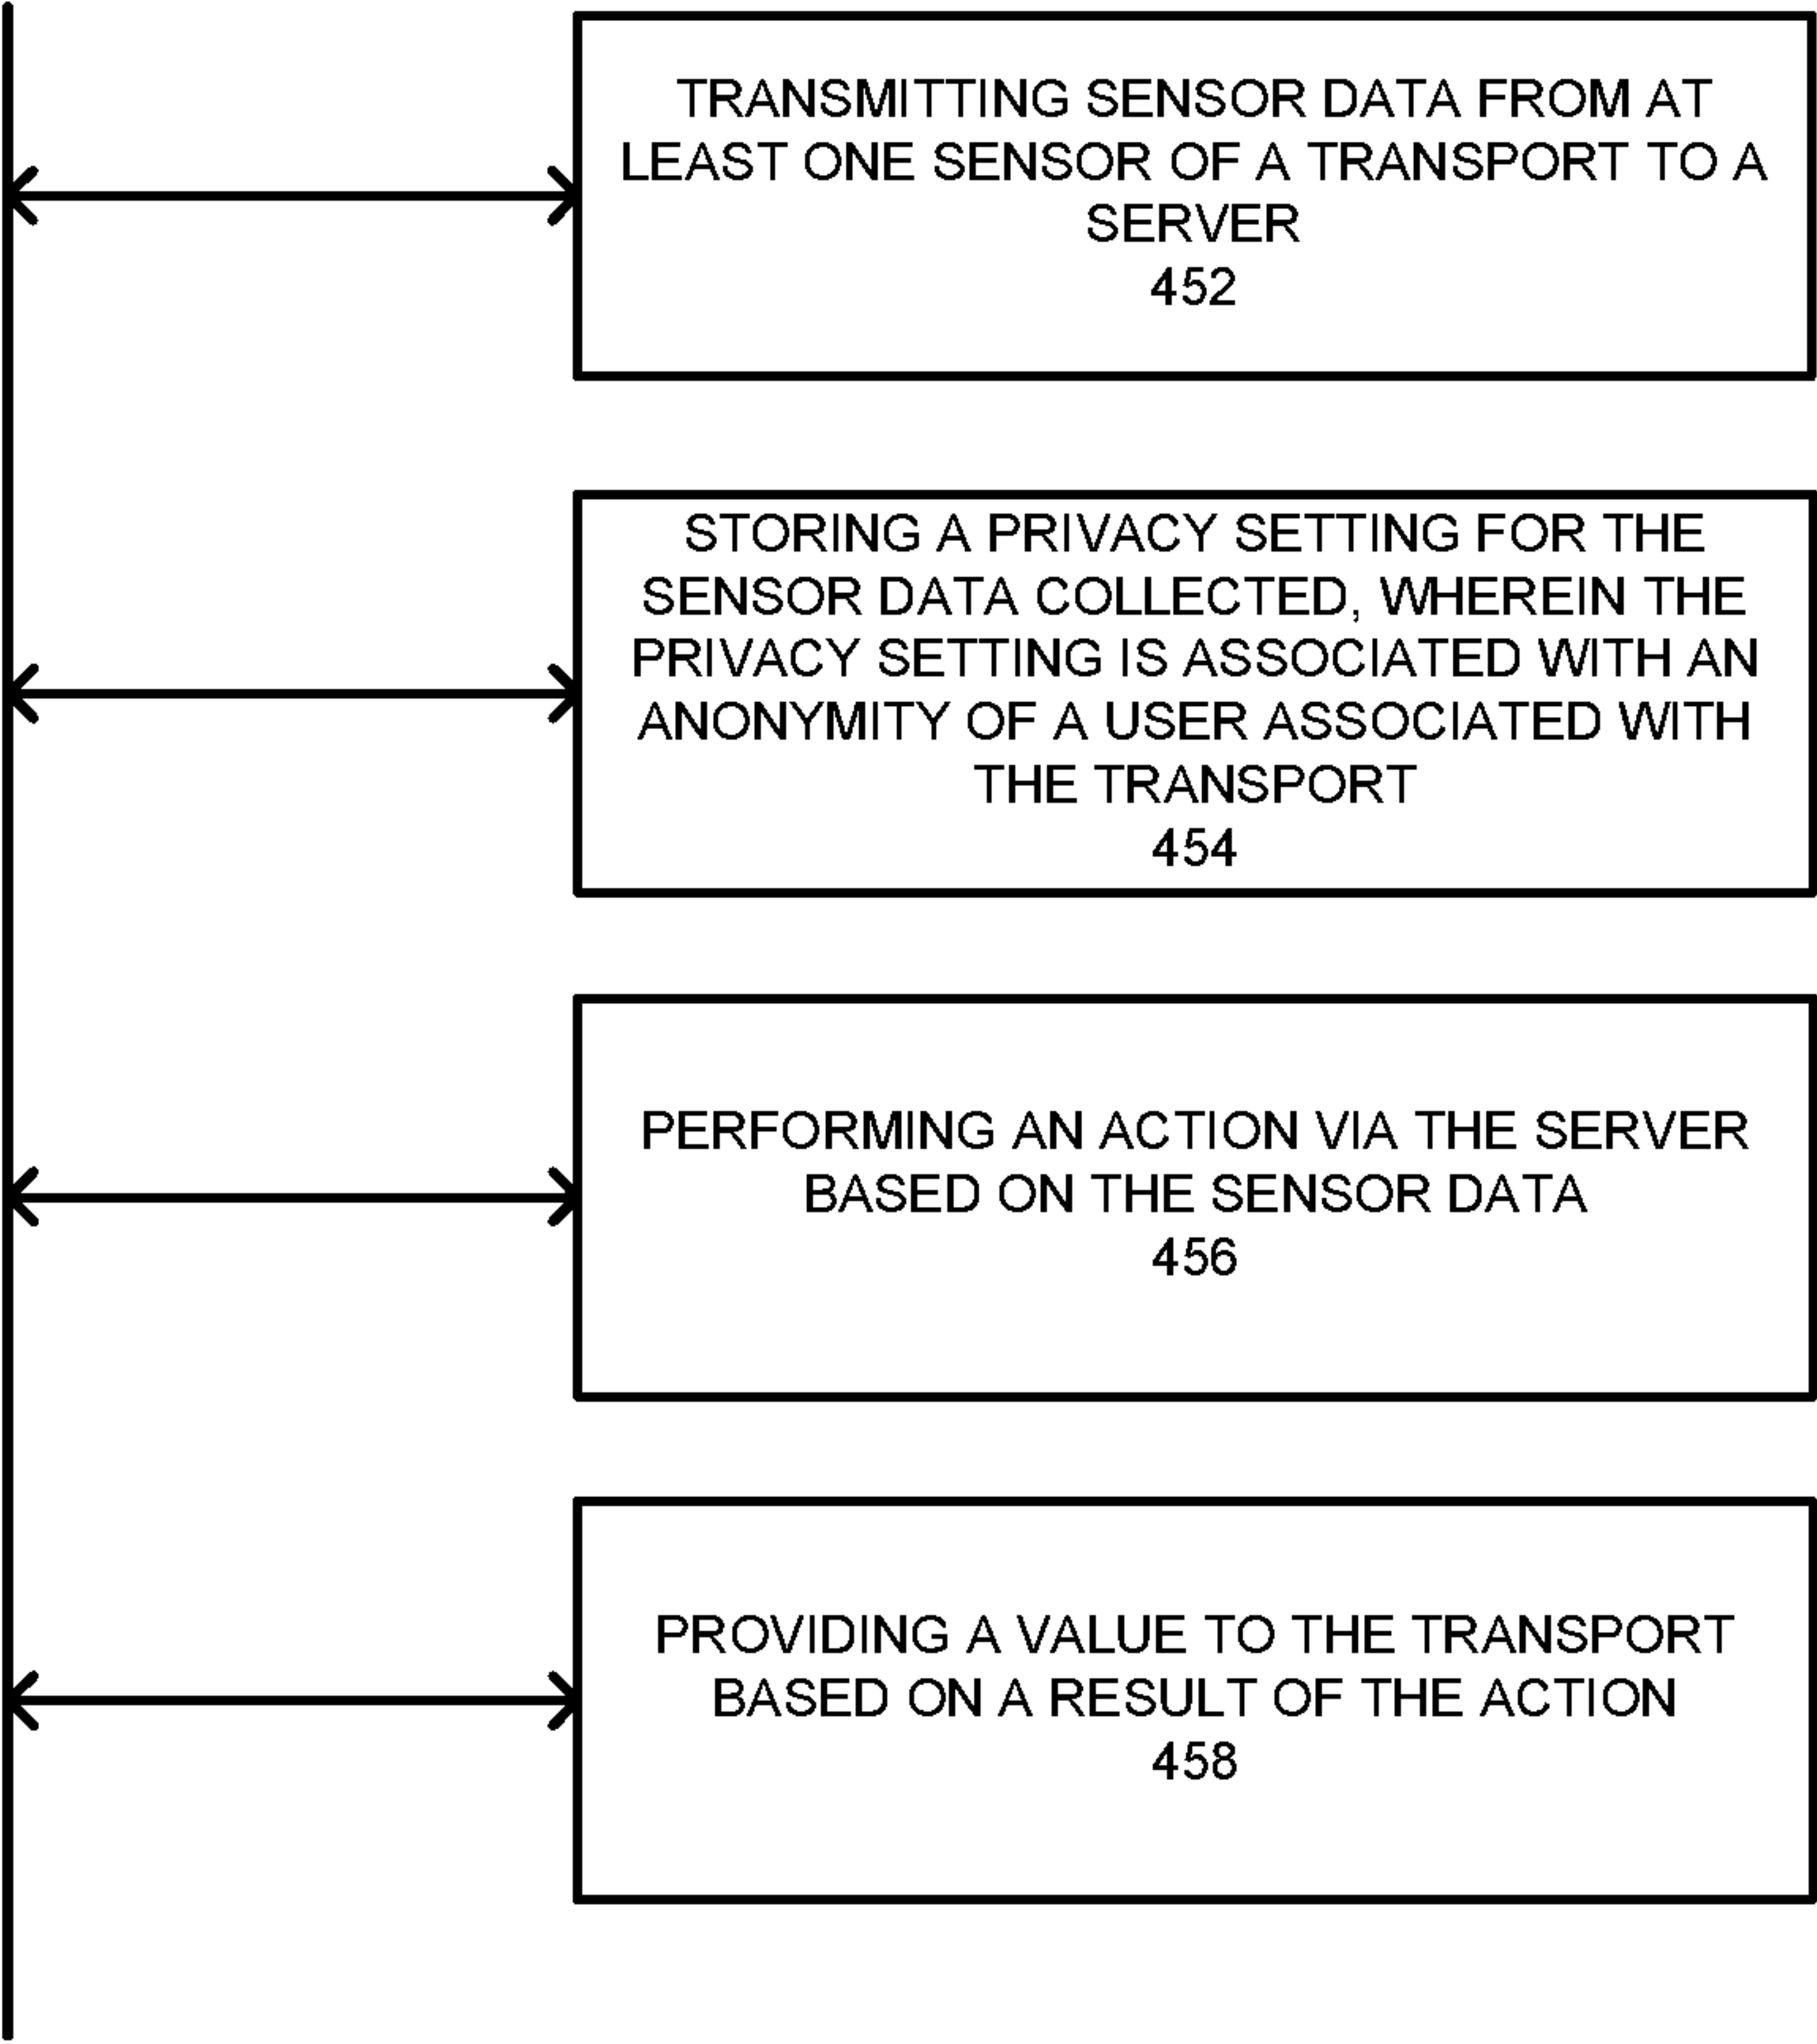 TRANSMITTING SENSOR DATA FROM AT
LEAST ONE SENSOR OF A TRANSPORT TO A
SERVER
452
STORING A PRIVACY SETTING FOR THE
SENSOR DATA COLLECTED, WHEREIN THE
PRIVACY SETTING IS ASSOCIATED WITH AN
ANONYMITY OF A USER ASSOCIATED WITH
THE TRANSPORT
454
PERFORMING AN ACTION VIA THE SERVER
BASED ON THE SENSOR DATA
456
PROVIDING A VALUE TO THE TRANSPORT
BASED ON A RESULT OF THE ACTION
458